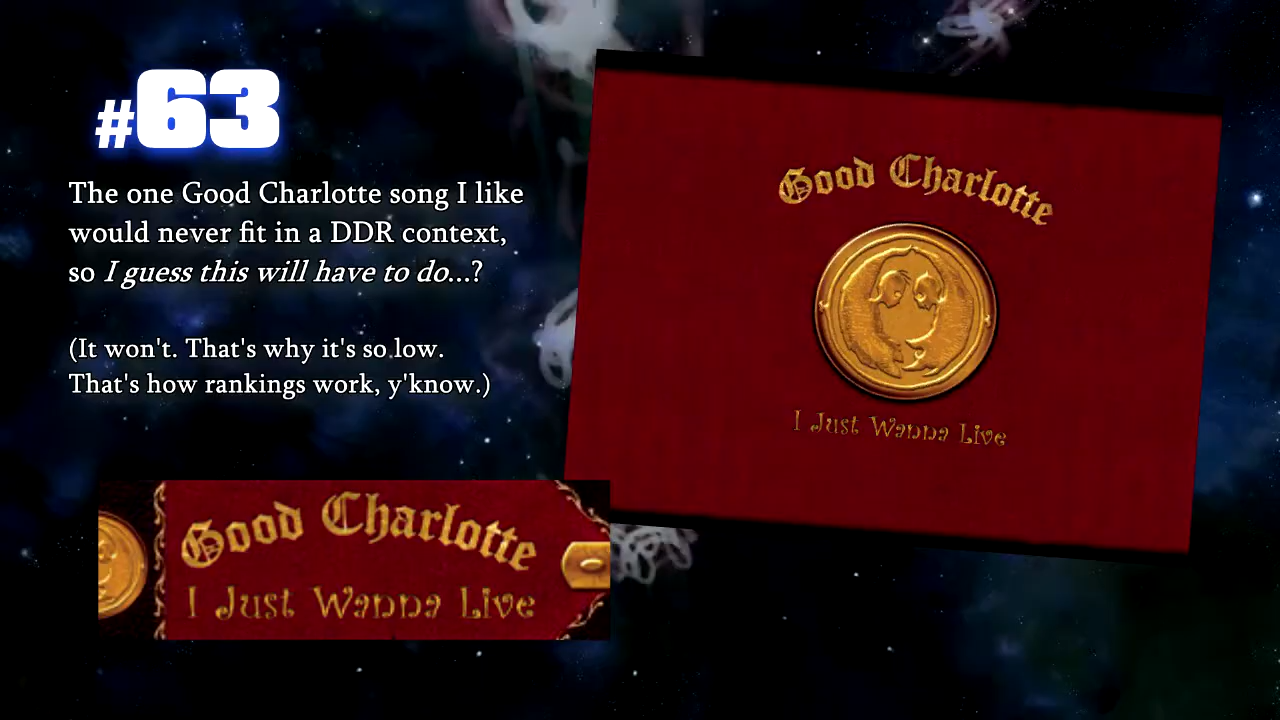 #63
The one Good Charlotte song I like
would never fit in a DDR context,
so I guess this will have to do...?
(It won't. That's why it's so low.
That's how rankings work, y'know.)
Good Charlotte
I Just Wanna Live
Good Charlotte
I Just Wanna Live